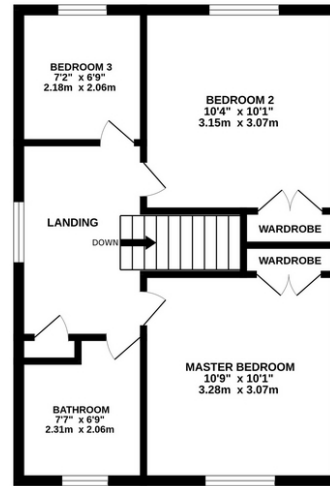 BEDROOM 3
7'2" x 6'9"
2.18m x 2.06m
BEDROOM 2
10'4" x 10'1"
3.15m x 3.07m
LANDING
DOWN
WARDROBE
WARDROBE
MASTER BEDROOM
10'9" x 10'1"
3.28m x 3.07m
BATHROOM
7'7" x 6'9"
2.31m x 2.06m